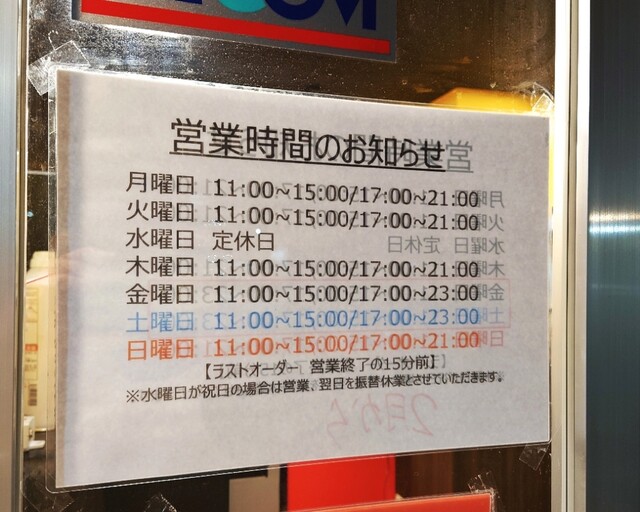 営業時間のお知らせ
月曜日 11:00~15:00/17:00~21:00
火曜日 11:00~15:00/17:00~21:00
水曜日 定休日
木曜日 11:00~15:00/17:00~21:00
金曜日 11:00~15:00/17:00~23:00
土曜日 11:00~15:00/17:00~23:00
日曜日 11:00~15:00/17:00~21:00
【ラストオーダー 営業終了の15分前】
※水曜日が祝日の場合は営業、翌日を振替休業とさせていただきます。
2月から